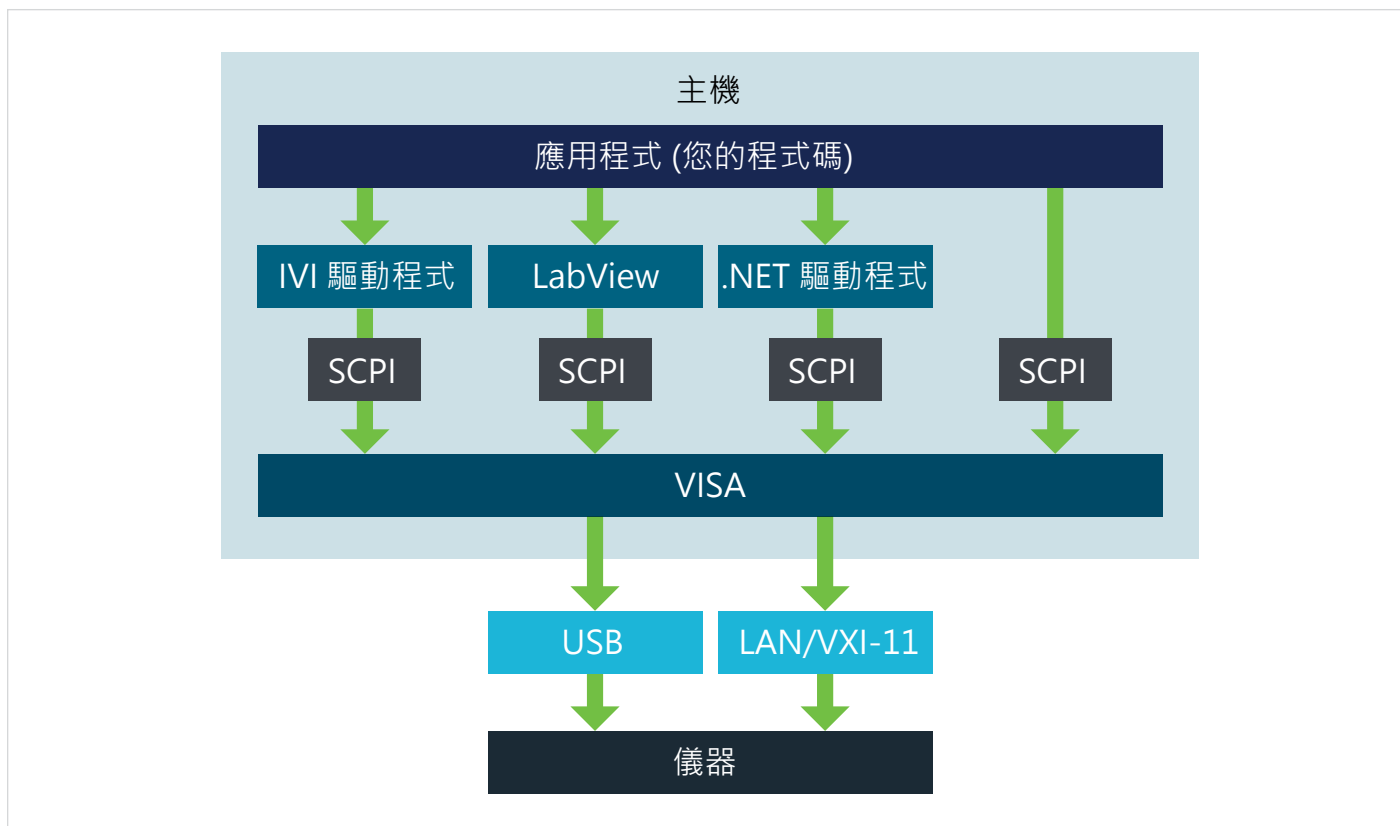 主機
應用程式 (您的程式碼)
IVI 驅動程式
LabView
.NET 驅動程式
SCPI
SCPI
SCPI
SCPI
VISA
USB
LAN/VXI-11
儀器